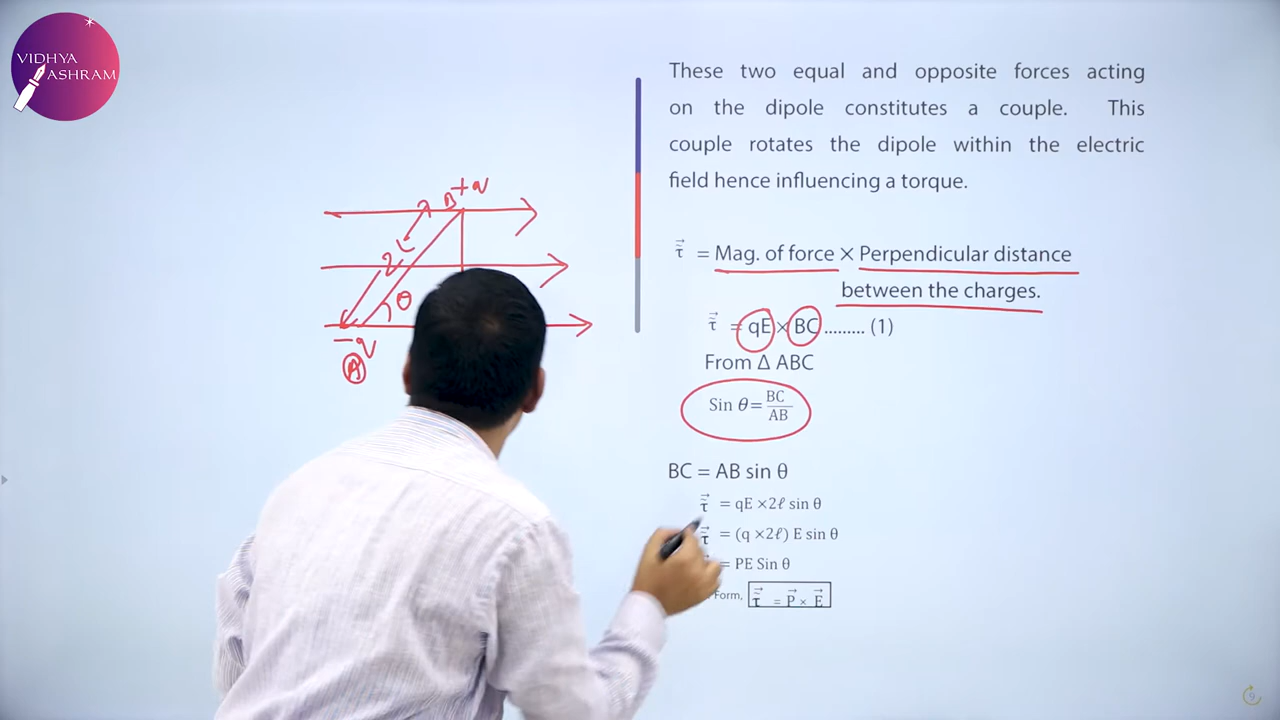 VIDHYA
ASHRAM
These two equal and opposite forces acting
on the dipole constitutes a couple. This
couple rotates the dipole within the electric
field hence influencing a torque.
τ⃗ = Mag. of force × Perpendicular distance
between the charges.
τ⃗ = qE × BC ......... (1)
From Δ ABC
Sin θ = BC/AB
BC = AB sin θ
τ⃗ = qE ×2ℓ sin θ
τ⃗ = (q ×2ℓ) E sin θ
= PE Sin θ
Form, τ⃗ = P⃗ × E⃗
B +q
2
θ
−q
A
9